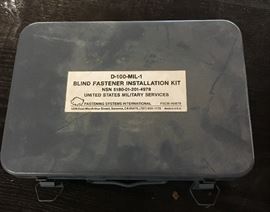 D-100-MIL-1
BLIND FASTENER INSTALLATION KIT
NSN 5180-01-201-4978
UNITED STATES MILITARY SERVICES
FASTENING SYSTEMS INTERNATIONAL